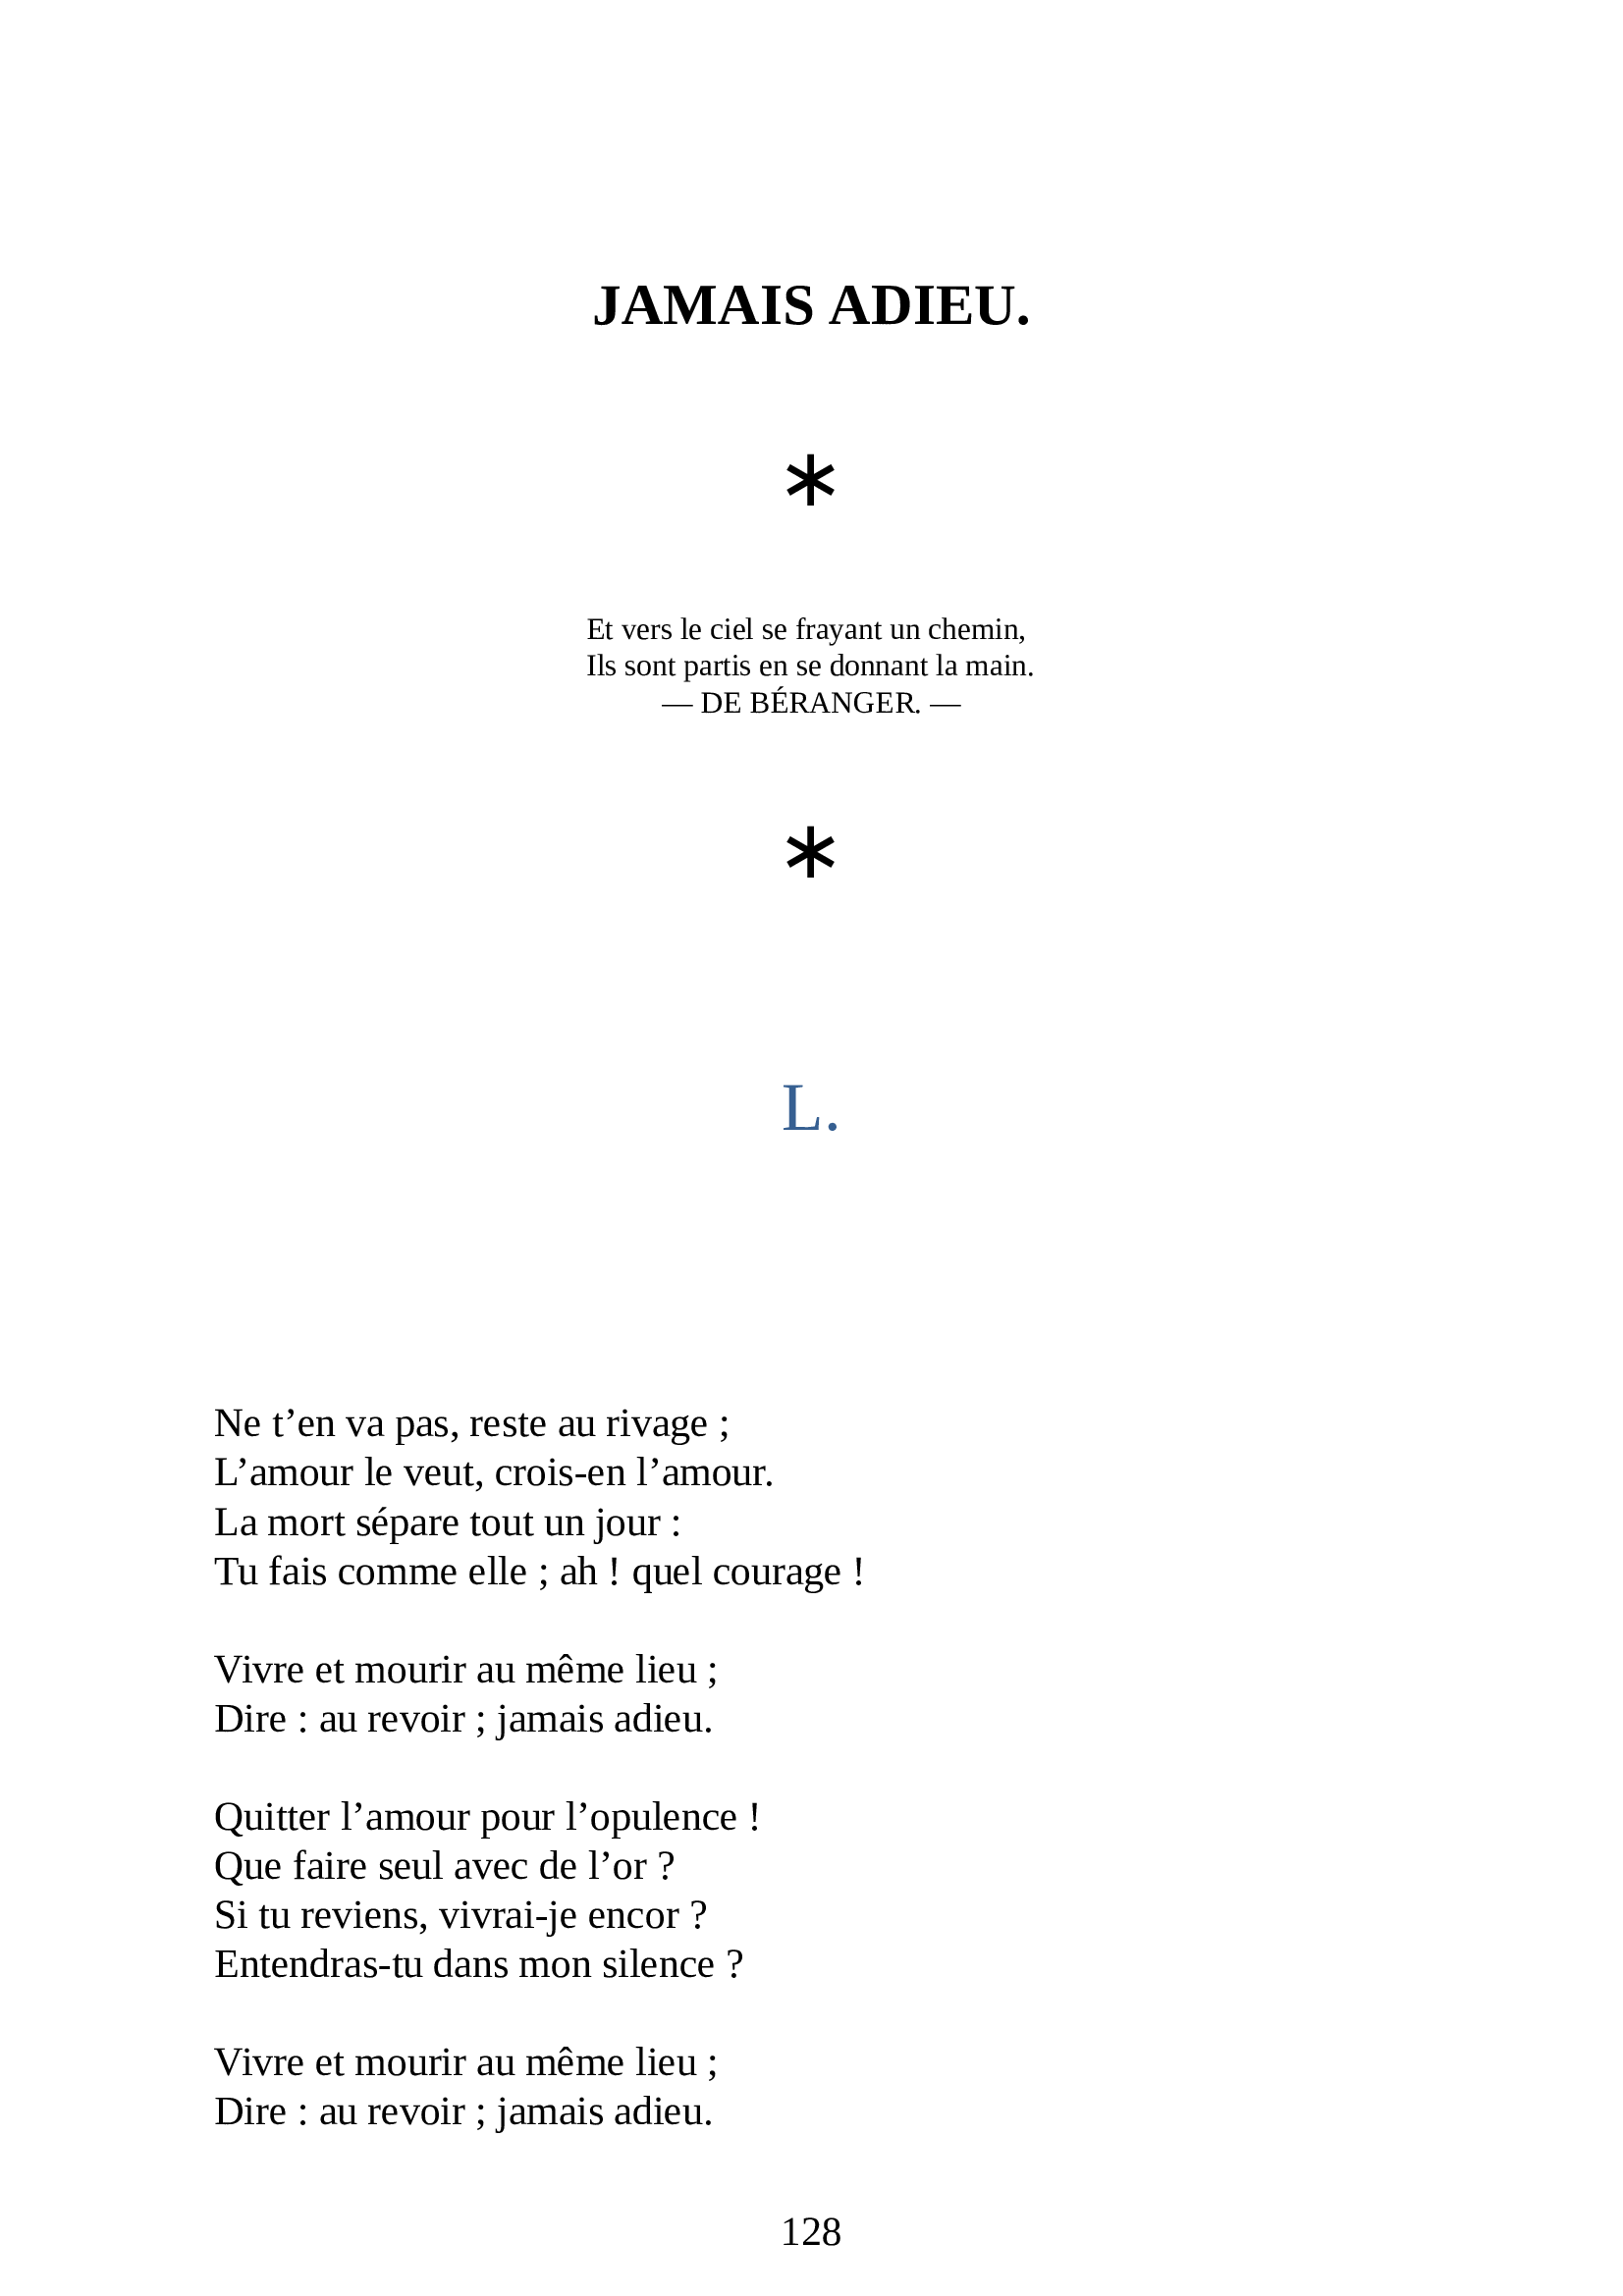 JAMAIS ADIEU.
*
Et vers le ciel se frayant un chemin,
Ils sont partis en se donnant la main.
— DE BÉRANGER. —
*
L.
Ne t’en va pas, reste au rivage ;
L’amour le veut, crois-en l’amour.
La mort sépare tout un jour :
Tu fais comme elle ; ah ! quel courage !
Vivre et mourir au même lieu ;
Dire : au revoir ; jamais adieu.
Quitter l’amour pour l’opulence !
Que faire seul avec de l’or ?
Si tu reviens, vivrai-je encor ?
Entendras-tu dans mon silence ?
Vivre et mourir au même lieu ;
Dire : au revoir ; jamais adieu.
128